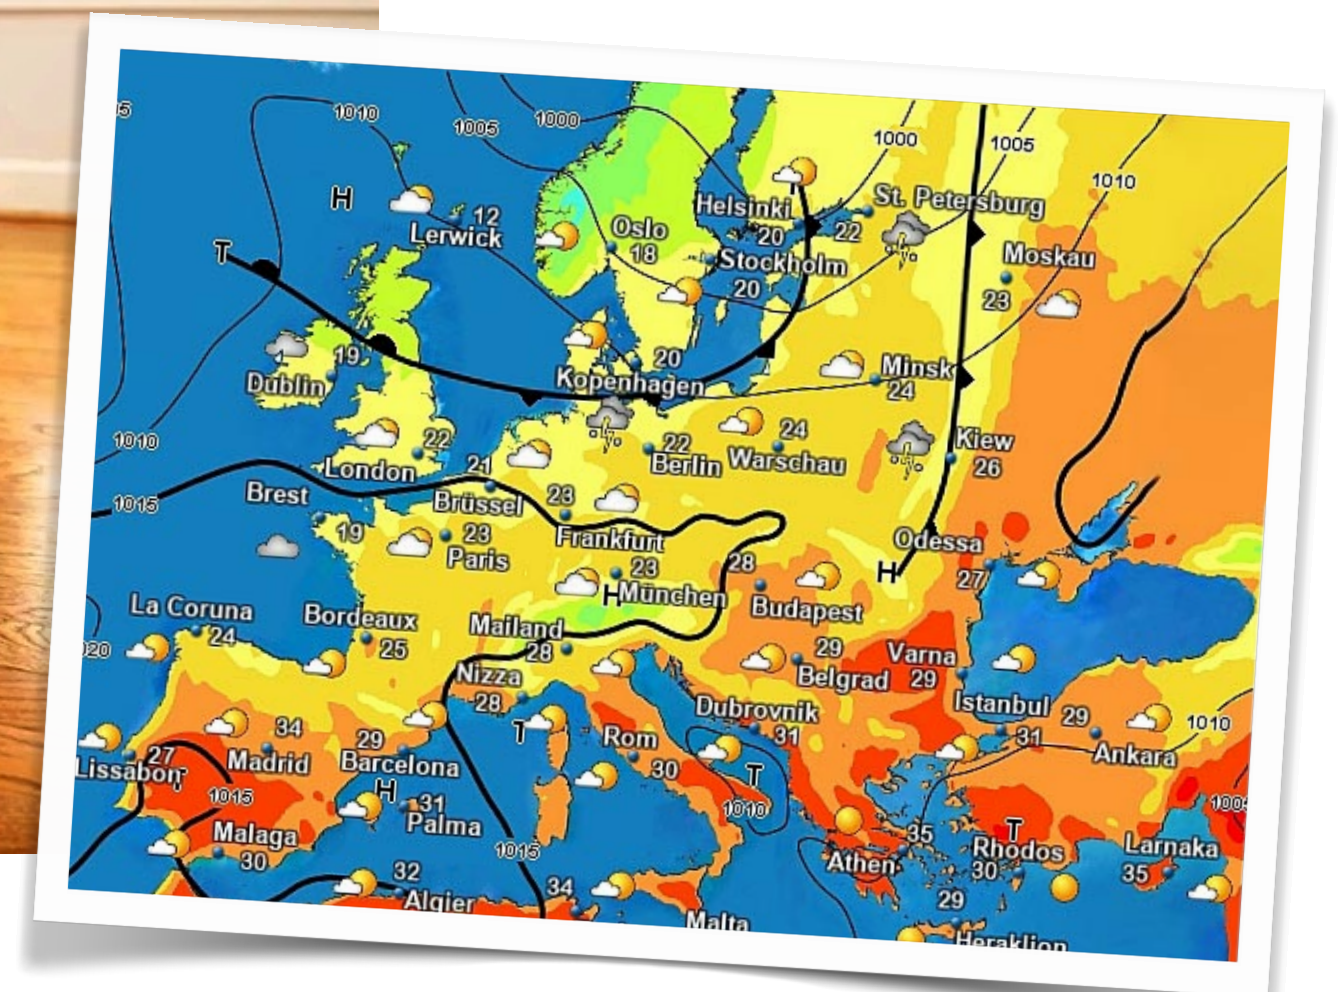 1010
1005
1000
1000
1005
1010
H
12
Lerwick
T
Oslo
18
Helsinki
20
St. Petersburg
22
Stockholm
20
Moskau
23
19
Dublin
20
Kopenhagen
Minsk
24
22
London
21
Brüssel
22
Berlin
24
Warschau
Kiew
26
1010
1015
Brest
19
23
Paris
23
Frankfurt
23
H
München
28
Budapest
Odessa
27
H
La Coruna
24
Bordeaux
25
Mailand
28
Nizza
28
29
Belgrad
Varna
29
Dubrovnik
31
Istanbul
31
29
Ankara
1010
27
Lissabon
T
34
Madrid
29
Barcelona
T
Rom
30
T
1010
1015
H
31
Palma
Malaga
30
1015
35
Athen
T
Rhodos
30
Larnaka
35
32
Algier
34
Malta
29
Heraklion